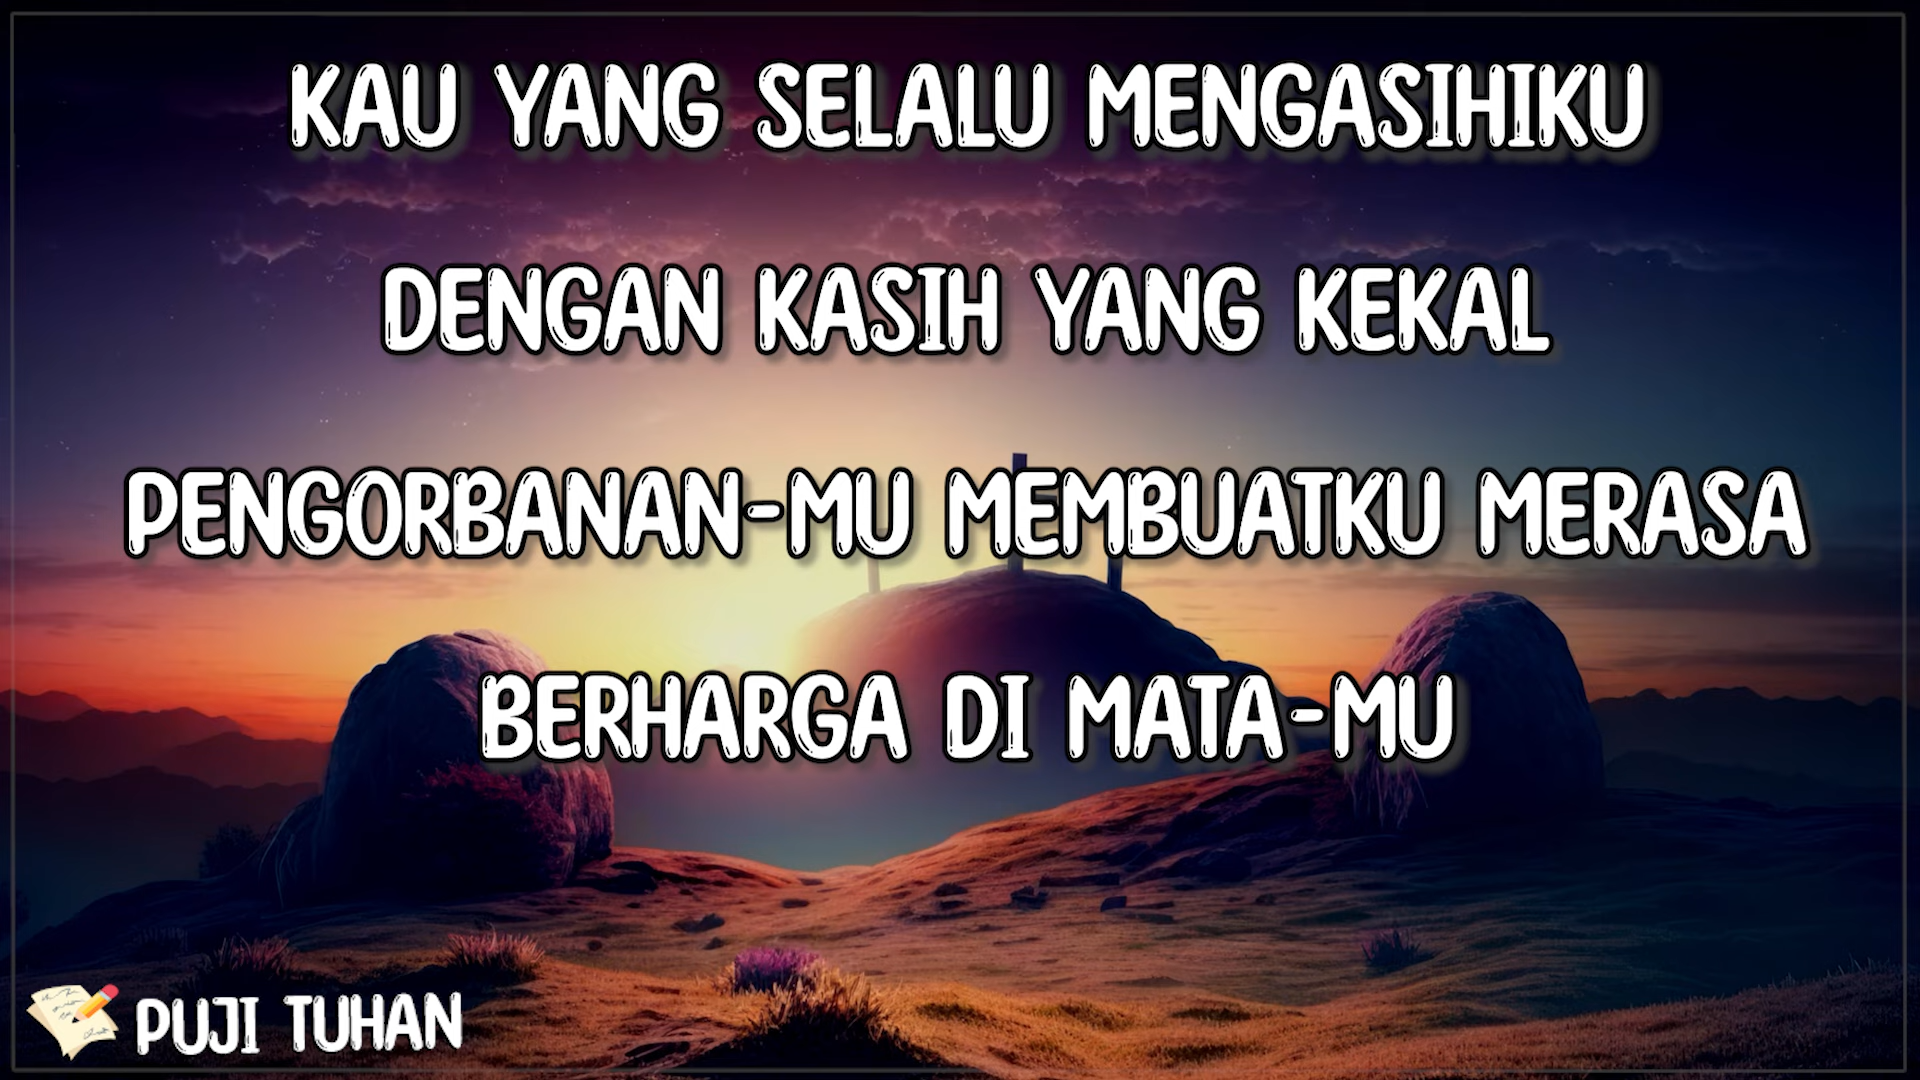 KAU YANG SELALU MENGASIHIKU
DENGAN KASIH YANG KEKAL
PENGORBANAN-MU MEMBUATKU MERASA
BERHARGA DI MATA-MU
PUJI TUHAN